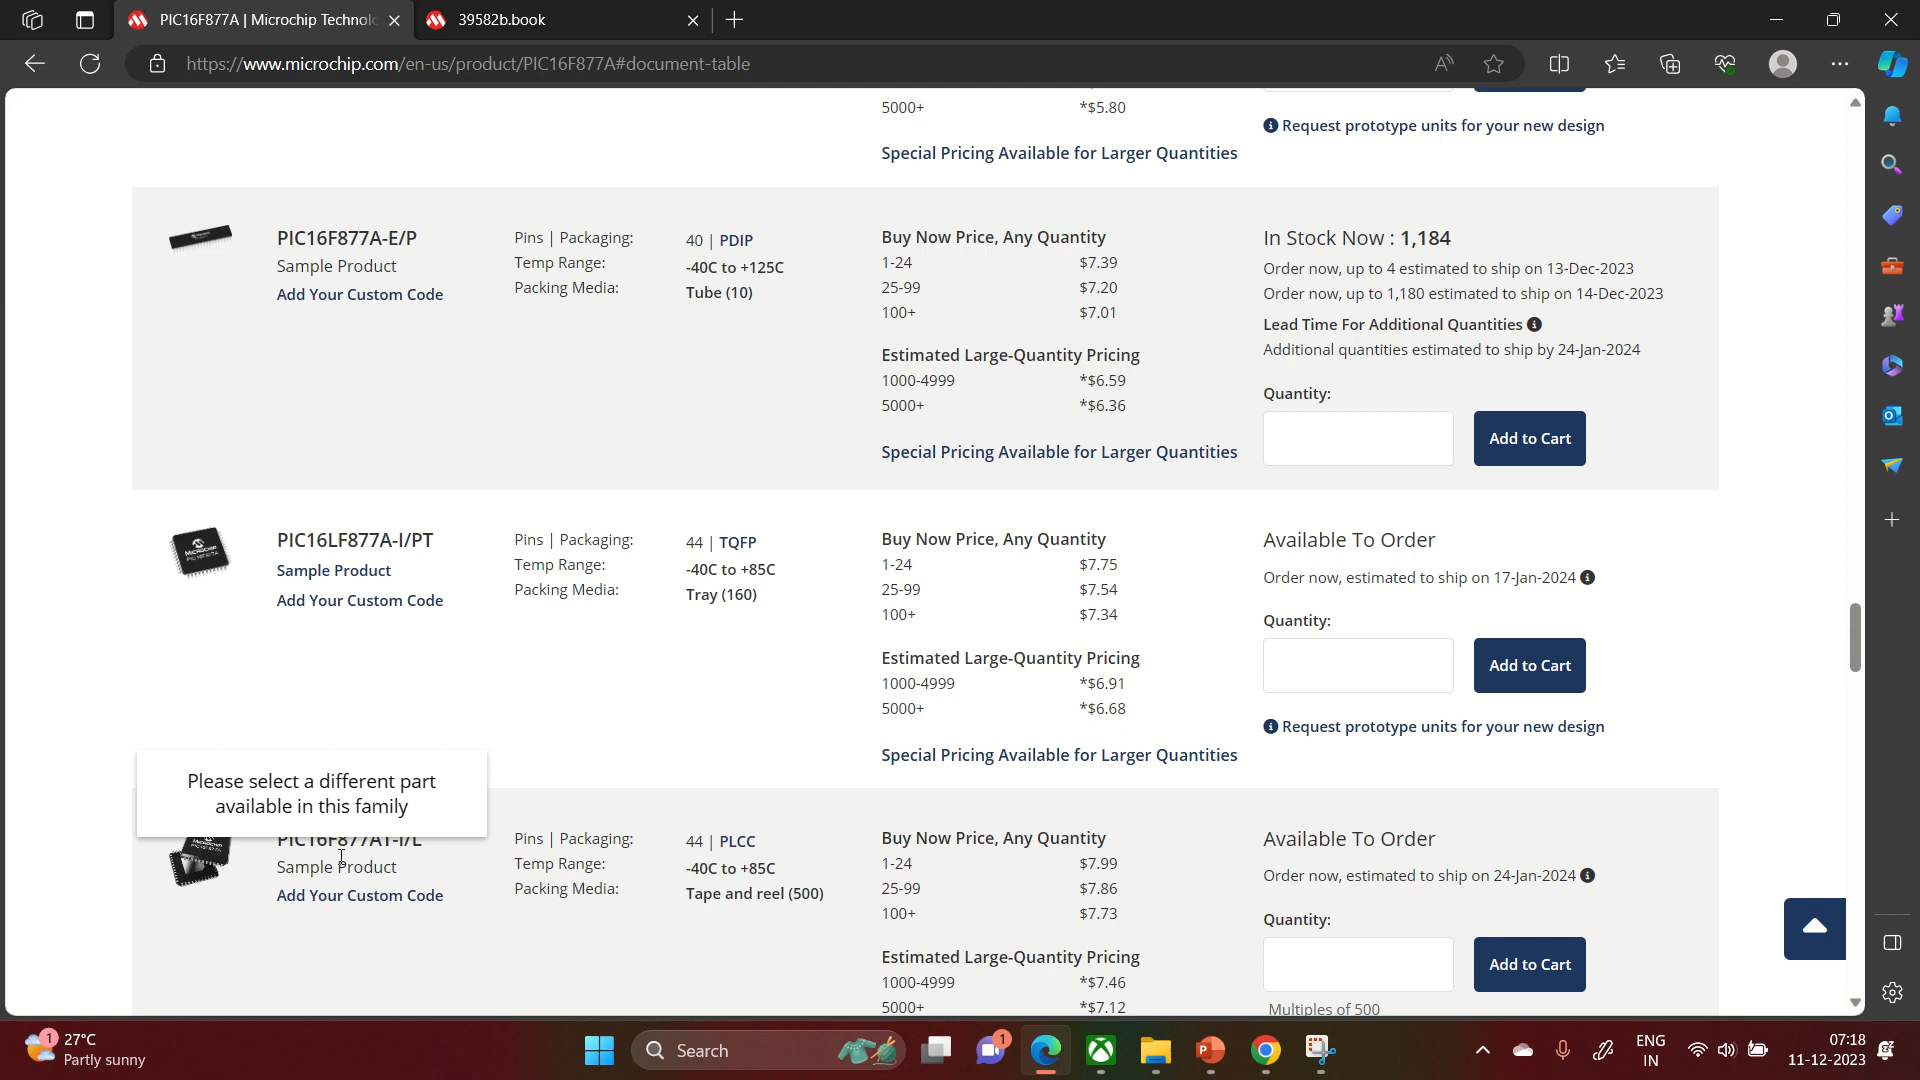 PIC16F877A | Microchip Technolo
39582b.book
https://www.microchip.com/en-us/product/PIC16F877A#document-table
5000+ *$5.80
Request prototype units for your new design
Special Pricing Available for Larger Quantities
PIC16F877A-E/P
Sample Product
Add Your Custom Code
Pins | Packaging: 40 | PDIP
Temp Range: -40C to +125C
Packing Media: Tube (10)
Buy Now Price, Any Quantity
1-24 $7.39
25-99 $7.20
100+ $7.01
Estimated Large-Quantity Pricing
1000-4999 *$6.59
5000+ *$6.36
Special Pricing Available for Larger Quantities
In Stock Now : 1,184
Order now, up to 4 estimated to ship on 13-Dec-2023
Order now, up to 1,180 estimated to ship on 14-Dec-2023
Lead Time For Additional Quantities
Additional quantities estimated to ship by 24-Jan-2024
Quantity:
Add to Cart
PIC16LF877A-I/PT
Sample Product
Add Your Custom Code
Pins | Packaging: 44 | TQFP
Temp Range: -40C to +85C
Packing Media: Tray (160)
Buy Now Price, Any Quantity
1-24 $7.75
25-99 $7.54
100+ $7.34
Estimated Large-Quantity Pricing
1000-4999 *$6.91
5000+ *$6.68
Special Pricing Available for Larger Quantities
Available To Order
Order now, estimated to ship on 17-Jan-2024
Quantity:
Add to Cart
Request prototype units for your new design
Please select a different part
available in this family
PIC16F877AT-I/L
Sample Product
Add Your Custom Code
Pins | Packaging: 44 | PLCC
Temp Range: -40C to +85C
Packing Media: Tape and reel (500)
Buy Now Price, Any Quantity
1-24 $7.99
25-99 $7.86
100+ $7.73
Estimated Large-Quantity Pricing
1000-4999 *$7.46
5000+ *$7.12
Available To Order
Order now, estimated to ship on 24-Jan-2024
Quantity:
Add to Cart
Multiples of 500
1
27°C
Partly sunny
Search
1
ENG
IN
07:18
11-12-2023